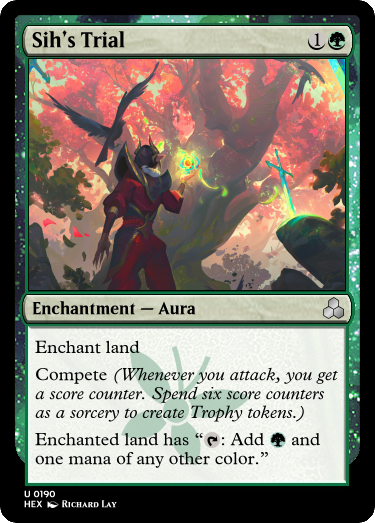 Sih's Trial 1
Enchantment — Aura
Enchant land
Compete (Whenever you attack, you get
a score counter. Spend six score counters
as a sorcery to create Trophy tokens.)
Enchanted land has “: Add and
one mana of any other color.”
U 0190
HEX Richard Lay